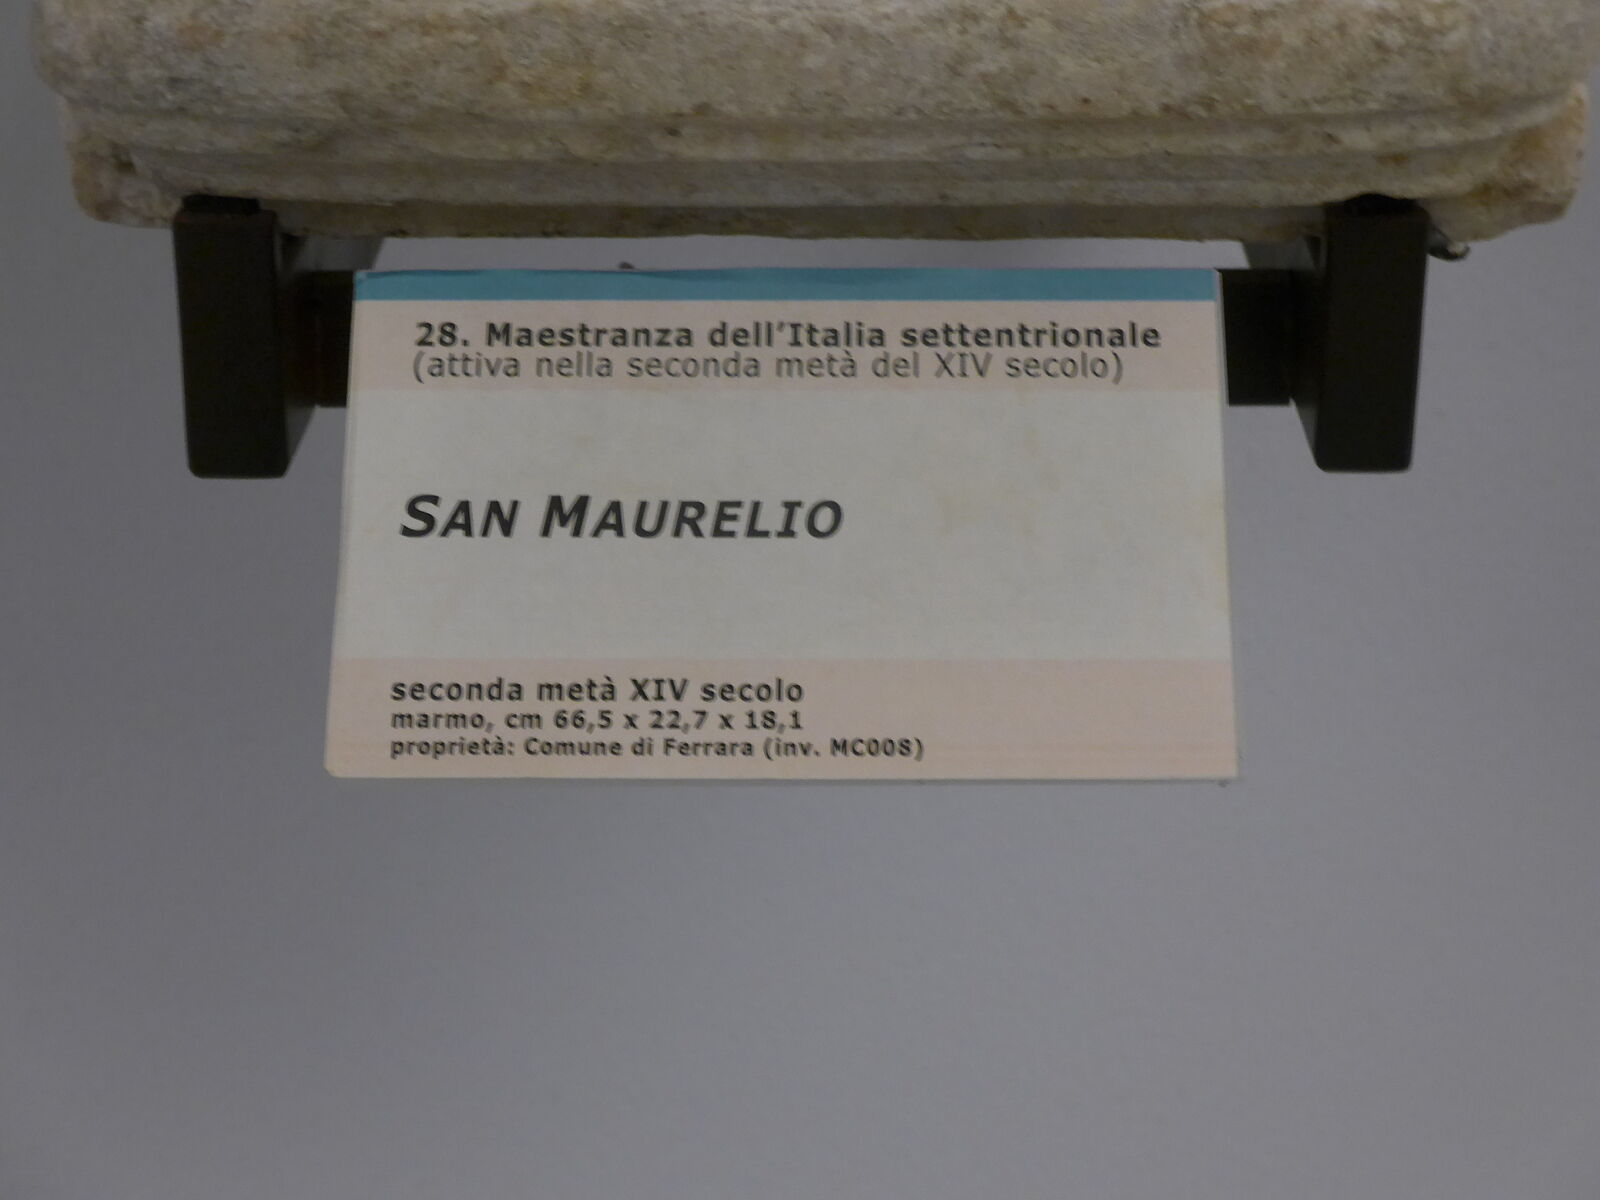 28. Maestranza dell'Italia settentrionale
(attiva nella seconda metà del XIV secolo)
SAN MAURELIO
seconda metà XIV secolo
marmo, cm 66,5 x 22,7 x 18,1
proprietà: Comune di Ferrara (inv. MC008)